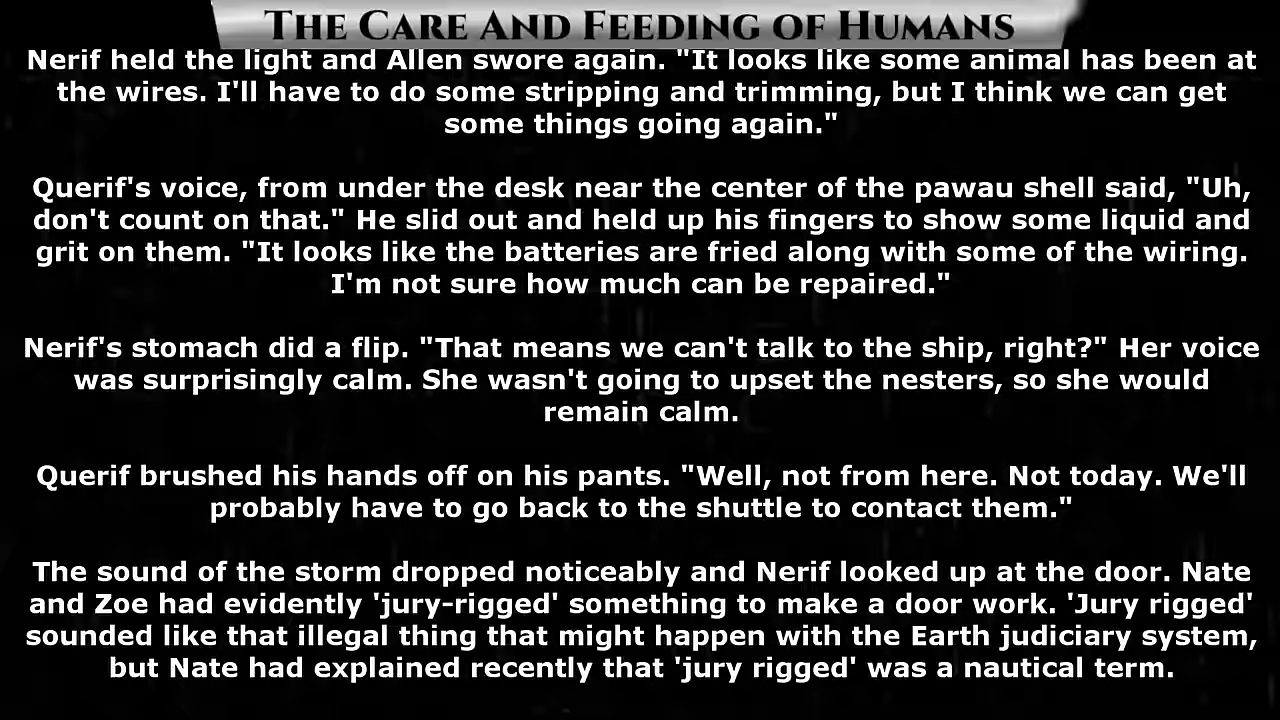 The Care And Feeding of Humans
Nerif held the light and Allen swore again. "It looks like some animal has been at
the wires. I'll have to do some stripping and trimming, but I think we can get
some things going again."
Querif's voice, from under the desk near the center of the pawau shell said, "Uh,
don't count on that." He slid out and held up his fingers to show some liquid and
grit on them. "It looks like the batteries are fried along with some of the wiring.
I'm not sure how much can be repaired."
Nerif's stomach did a flip. "That means we can't talk to the ship, right?" Her voice
was surprisingly calm. She wasn't going to upset the nesters, so she would
remain calm.
Querif brushed his hands off on his pants. "Well, not from here. Not today. We'll
probably have to go back to the shuttle to contact them."
The sound of the storm dropped noticeably and Nerif looked up at the door. Nate
and Zoe had evidently 'jury-rigged' something to make a door work. 'Jury rigged'
sounded like that illegal thing that might happen with the Earth judiciary system,
but Nate had explained recently that 'jury rigged' was a nautical term.